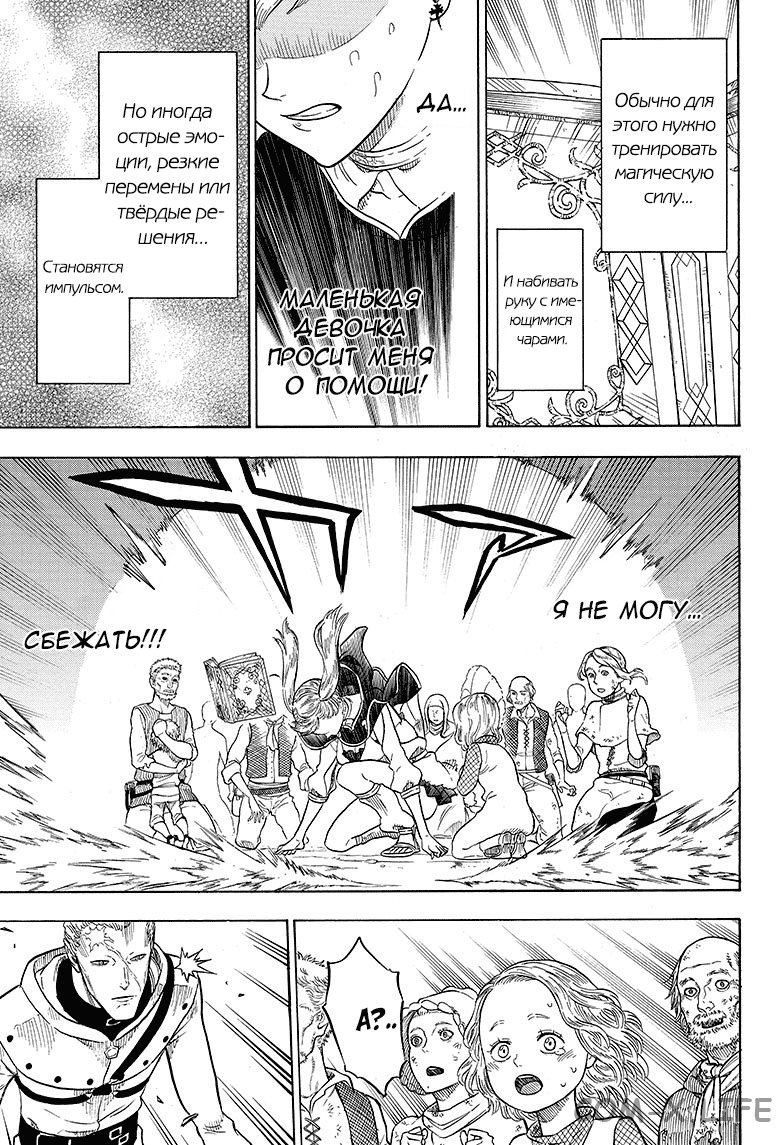 Обычно для
этого нужно
тренировать
магическую
силу...
И набивать
руку с име-
ющимися
чарами.
ДА...
МАЛЕНЬКАЯ
ДЕВОЧКА
ПРОСИТ МЕНЯ
О ПОМОЩИ!
Но иногда
острые эмо-
ции, резкие
перемены или
твёрдые ре-
шения...
Становятся
импульсом.
Я НЕ МОГУ...
СБЕЖАТЬ!!!
А?..